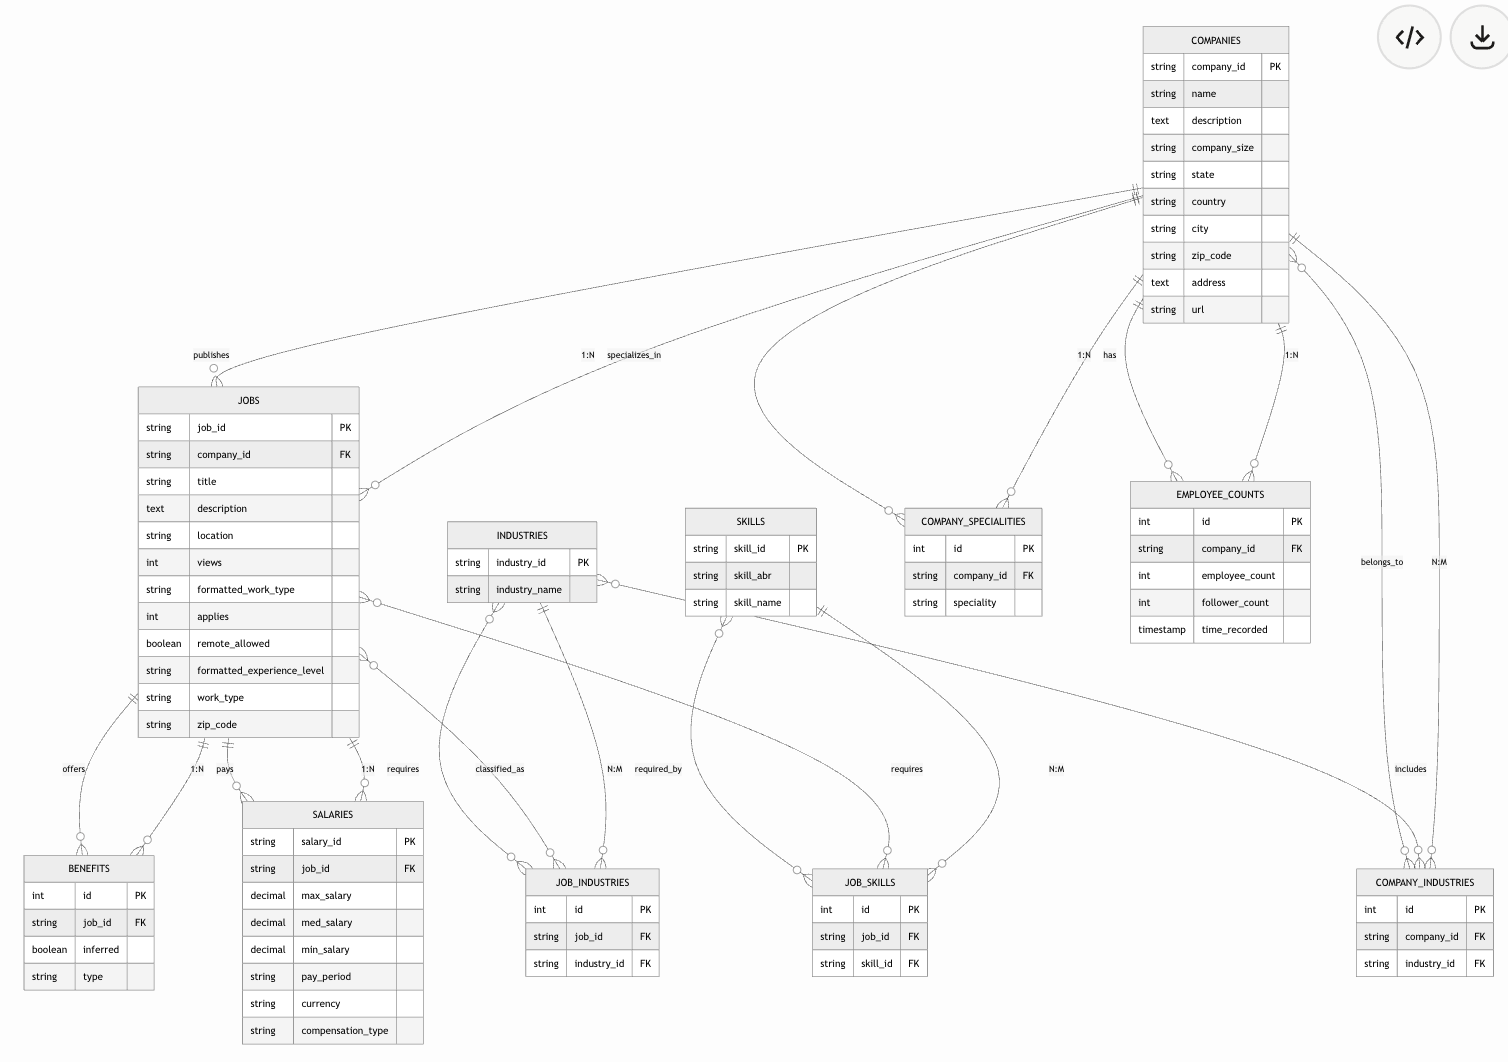 COMPANIES
string company_id PK
string name
text description
string company_size
string state
string country
string city
string zip_code
text address
string url
publishes
1:N
specializes_in
1:N
has
1:N
JOBS
string job_id PK
string company_id FK
string title
text description
string location
int views
string formatted_work_type
int applies
boolean remote_allowed
string formatted_experience_level
string work_type
string zip_code
INDUSTRIES
string industry_id PK
string industry_name
SKILLS
string skill_id PK
string skill_abr
string skill_name
COMPANY_SPECIALITIES
int id PK
string company_id FK
string speciality
EMPLOYEE_COUNTS
int id PK
string company_id FK
int employee_count
int follower_count
timestamp time_recorded
belongs_to
N:M
offers
1:N
pays
1:N
requires
classified_as
N:M
required_by
requires
N:M
includes
BENEFITS
int id PK
string job_id FK
boolean inferred
string type
SALARIES
string salary_id PK
string job_id FK
decimal max_salary
decimal med_salary
decimal min_salary
string pay_period
string currency
string compensation_type
JOB_INDUSTRIES
int id PK
string job_id FK
string industry_id FK
JOB_SKILLS
int id PK
string job_id FK
string skill_id FK
COMPANY_INDUSTRIES
int id PK
string company_id FK
string industry_id FK